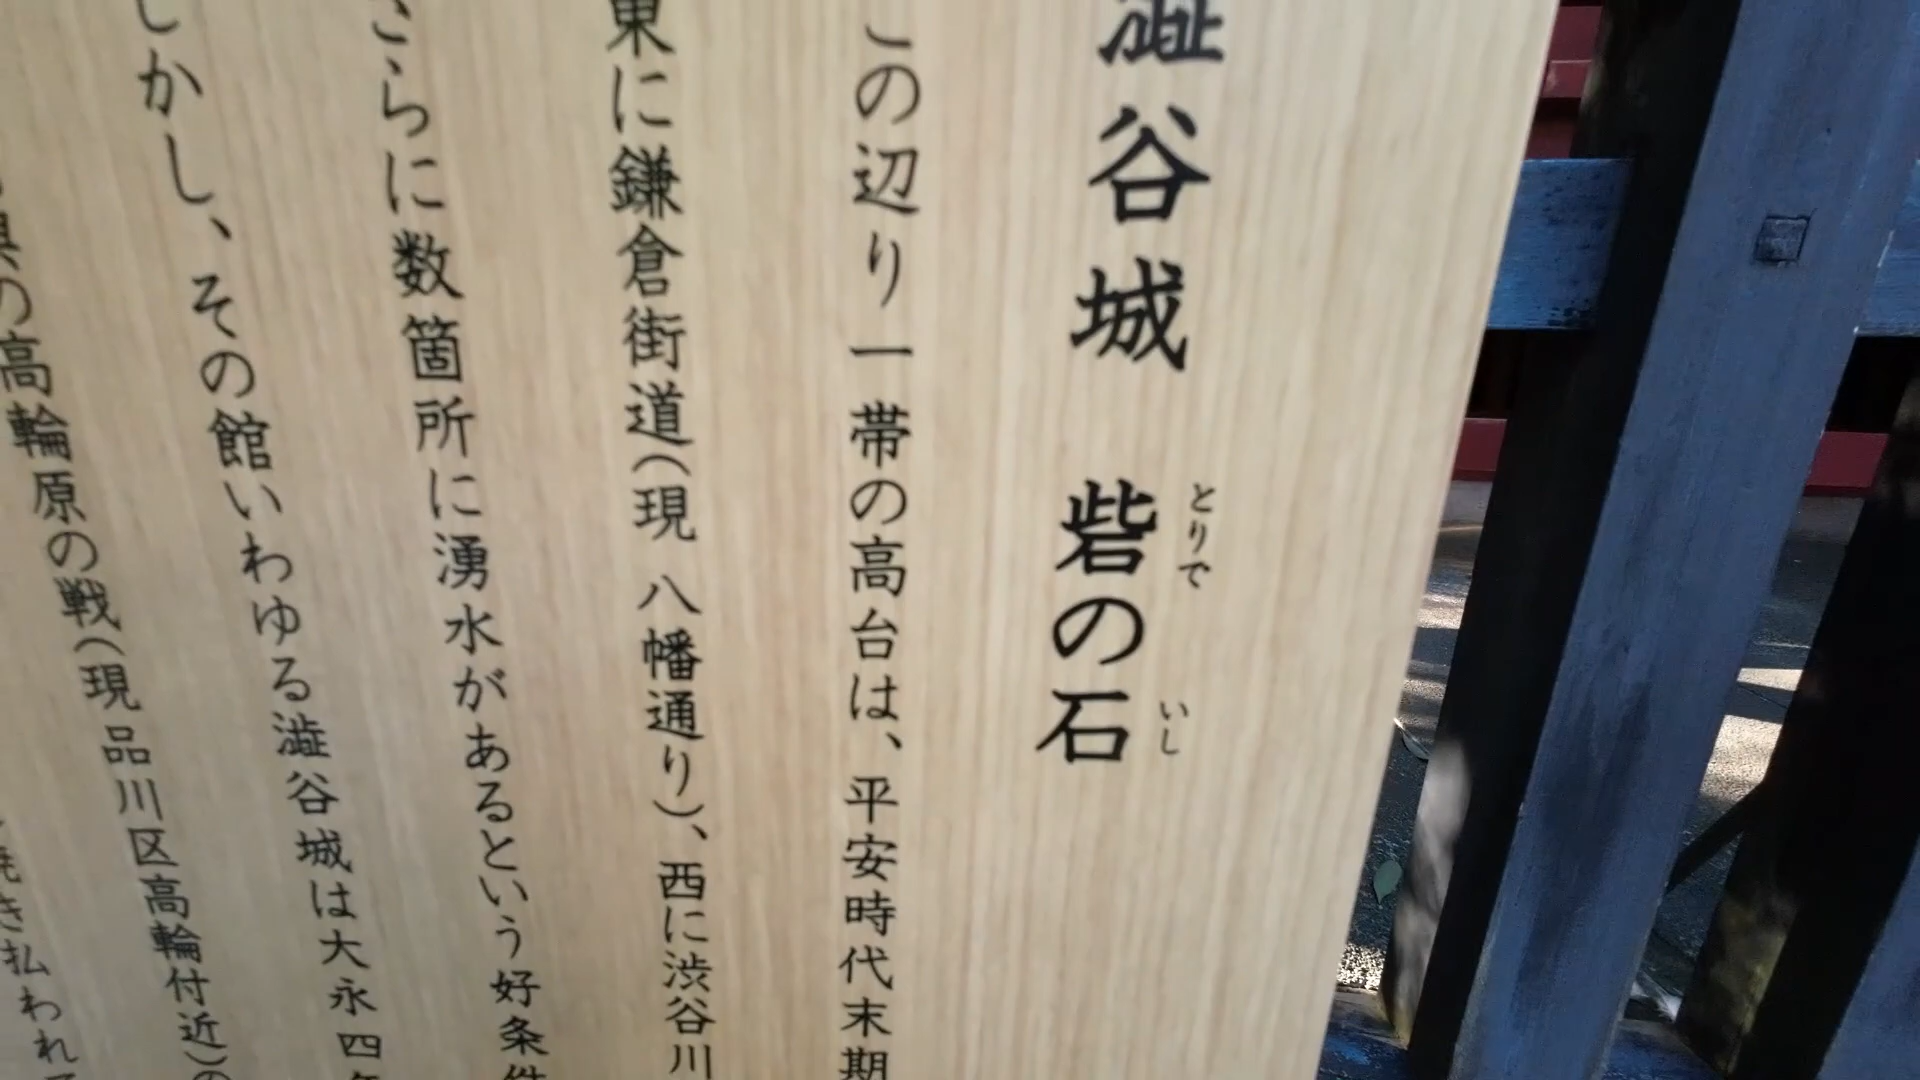 澁谷城 砦の石
とりで
いし
この辺り一帯の高台は、平安時代末期
東に鎌倉街道(現 八幡通り)、西に渋谷川
さらに数箇所に湧水があるという好条件
しかし、その館いわゆる澁谷城は大永四年
の高輪原の戦(現品川区高輪付近)の
焼き払われて